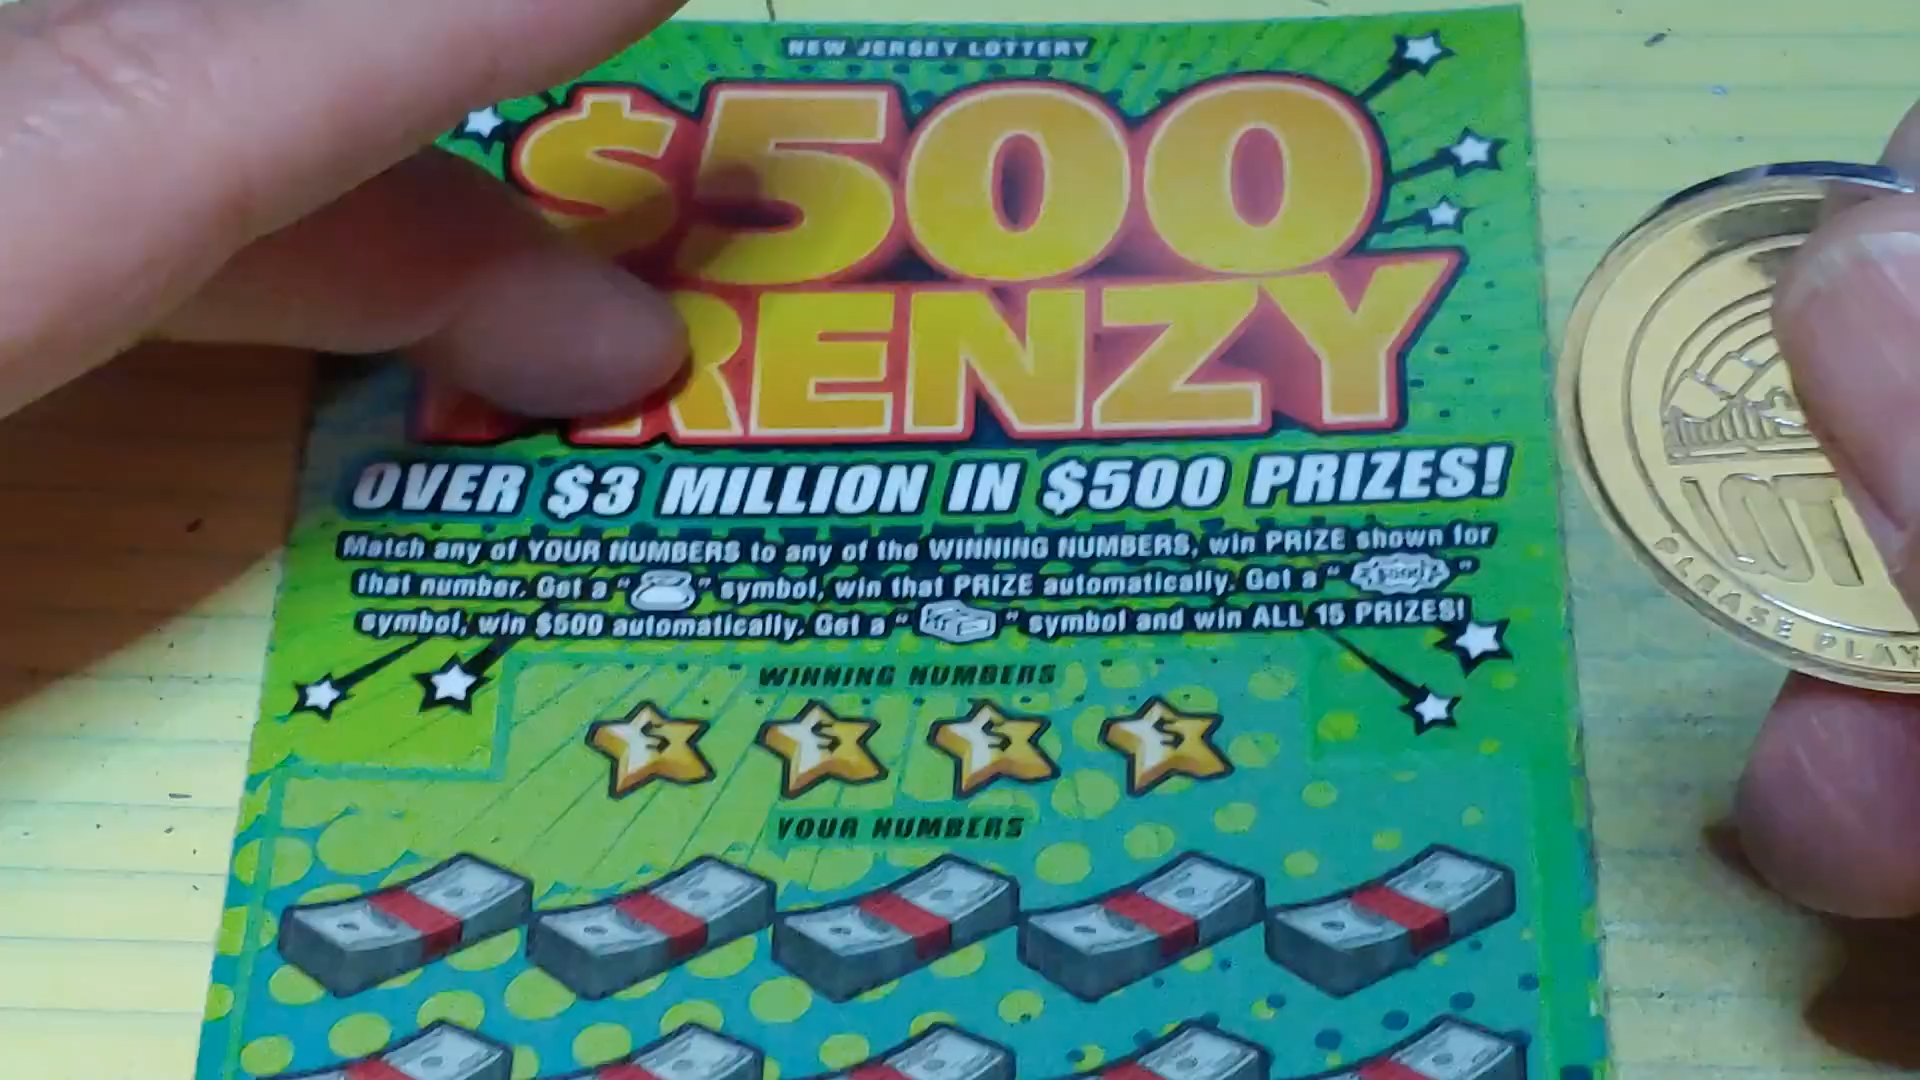 NEW JERSEY LOTTERY
$500
RENZY
OVER $3 MILLION IN $500 PRIZES!
Match any of YOUR NUMBERS to any of the WINNING NUMBERS, win PRIZE shown for
that number. Get a " " symbol, win that PRIZE automatically. Get a " $500 "
symbol, win $500 automatically. Get a " " symbol and win ALL 15 PRIZES!
WINNING NUMBERS
$ $ $ $
YOUR NUMBERS
LOT
PLEASE PLAY